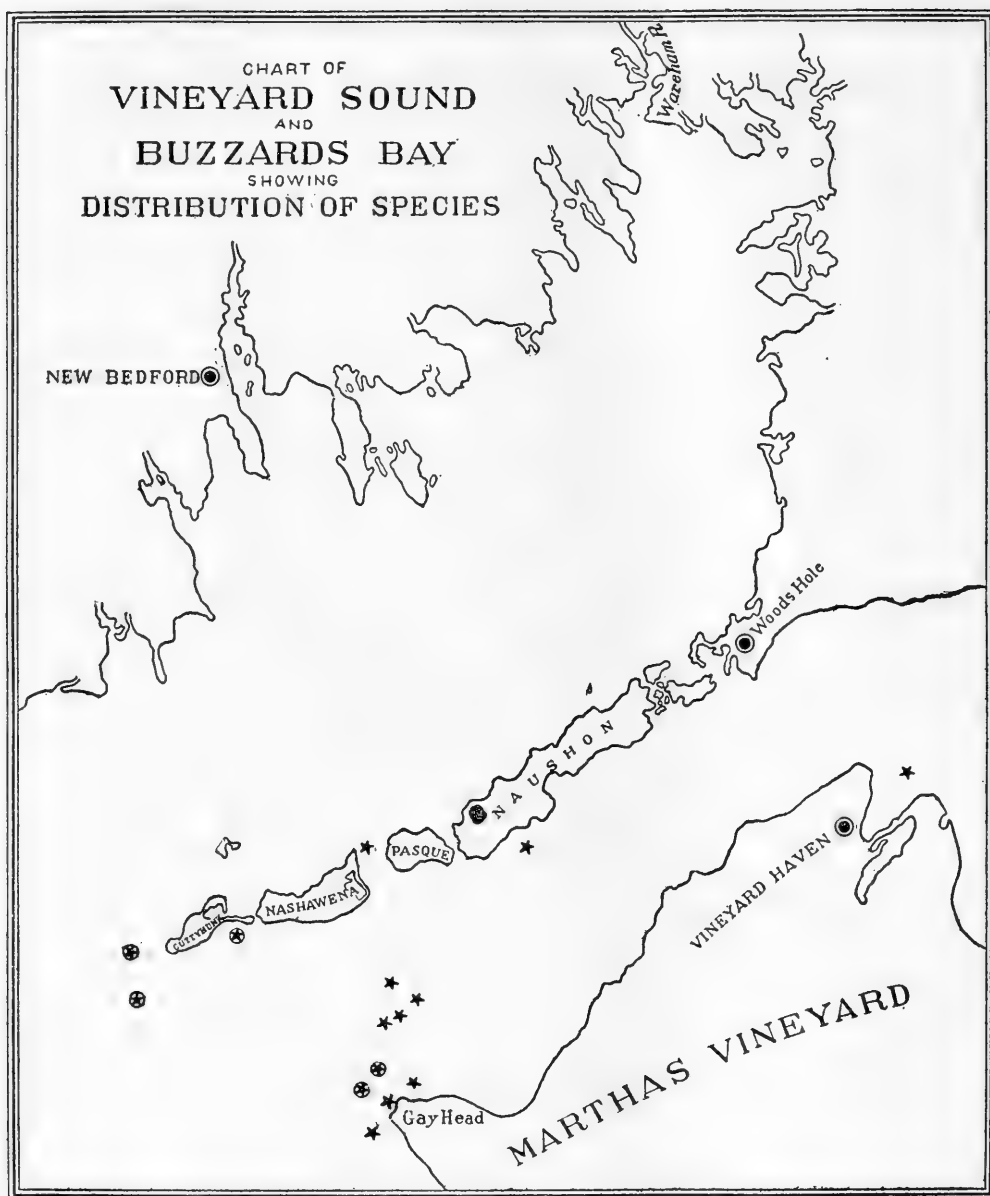 CHART OF
VINEYARD SOUND
AND
BUZZARDS BAY
SHOWING
DISTRIBUTION OF SPECIES
Wareham R
NEW BEDFORD
Woods Hole
NAUSHON
PASQUE
VINEYARD HAVEN
NASHAWENA
CUTTYHUNK
MARTHAS VINEYARD
Gay Head